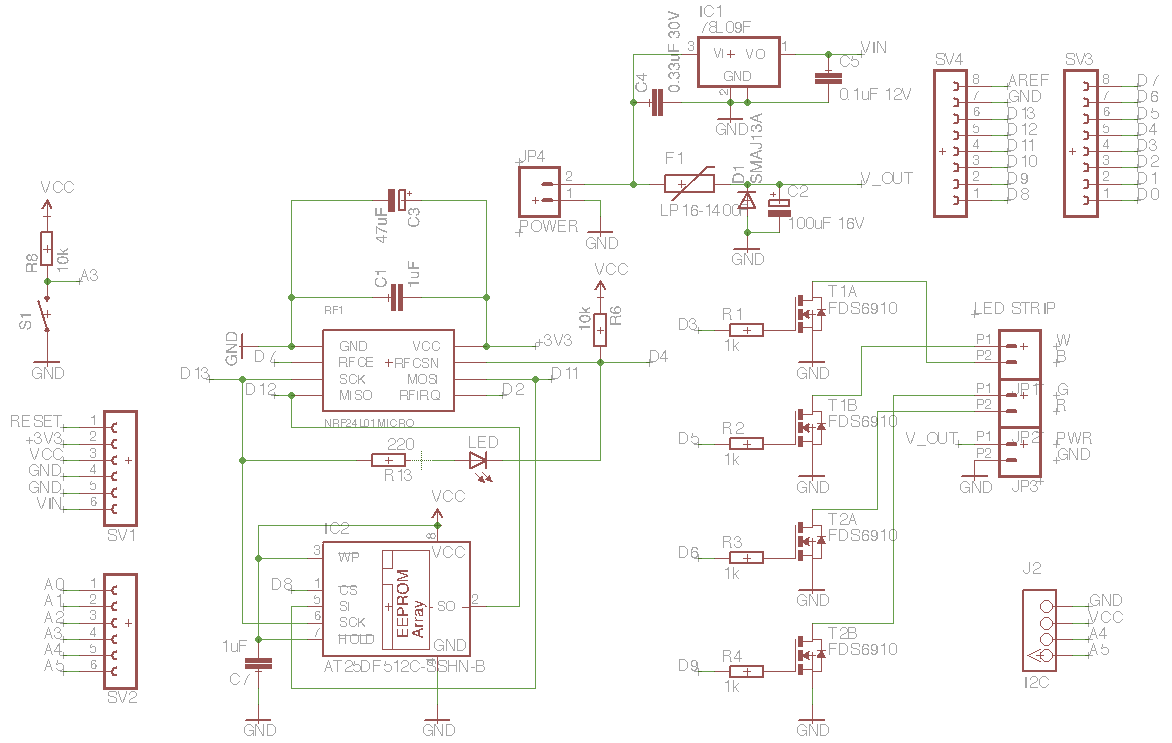 IC1
78L09F
3
VI
VO
1
VIN
GND
2
C4
0.33uF 30V
C5
0.1uF 12V
GND
SV4
8
AREF
7
GND
6
D13
5
D12
4
D11
3
D10
2
D9
1
D8
SV3
8
D7
7
D6
6
D5
5
D4
4
D3
3
D2
2
D1
1
D0
JP4
2
1
POWER
GND
F1
LP16-1400
D1
SMAJ13A
C2
100uF 16V
V_OUT
GND
VCC
R8
10k
A3
S1
GND
47uF
C3
C1
1uF
RF1
GND
GND
VCC
+3V3
D7
RFCE
RFCSN
D4
D13
SCK
MOSI
D11
D12
MISO
RFIRQ
D2
NRF24L01MICRO
VCC
10k
R6
220
R13
LED
RESET
1
+3V3
2
VCC
3
GND
4
GND
5
VIN
6
SV1
A0
1
A1
2
A2
3
A3
4
A4
5
A5
6
SV2
VCC
IC2
8
3
WP
VCC
D8
1
CS
5
SI
6
SCK
7
HOLD
EEPROM
Array
SO
2
GND
4
AT25DF512C-SSHN-B
1uF
C7
GND
GND
D3
R1
1k
T1A
FDS6910
GND
D5
R2
1k
T1B
FDS6910
GND
D6
R3
1k
T2A
FDS6910
GND
D9
R4
1k
T2B
FDS6910
GND
LED STRIP
P1
W
P2
B
JP1
P1
G
P2
R
JP2
V_OUT
P1
PWR
P2
GND
GND
JP3
J2
GND
VCC
A4
A5
I2C